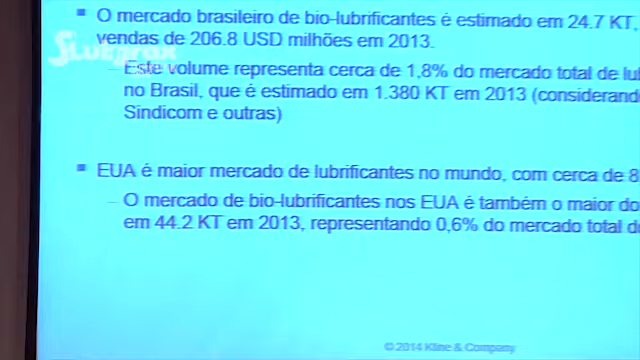 O mercado brasileiro de bio-lubrificantes é estimado em 24.7 KT,
vendas de 206.8 USD milhões em 2013.
Este volume representa cerca de 1,8% do mercado total de lu
no Brasil, que é estimado em 1.380 KT em 2013 (considerand
Sindicom e outras)
EUA é maior mercado de lubrificantes no mundo, com cerca de 8
– O mercado de bio-lubrificantes nos EUA é também o maior do
em 44.2 KT em 2013, representando 0,6% do mercado total d
© 2014 Kline & Company